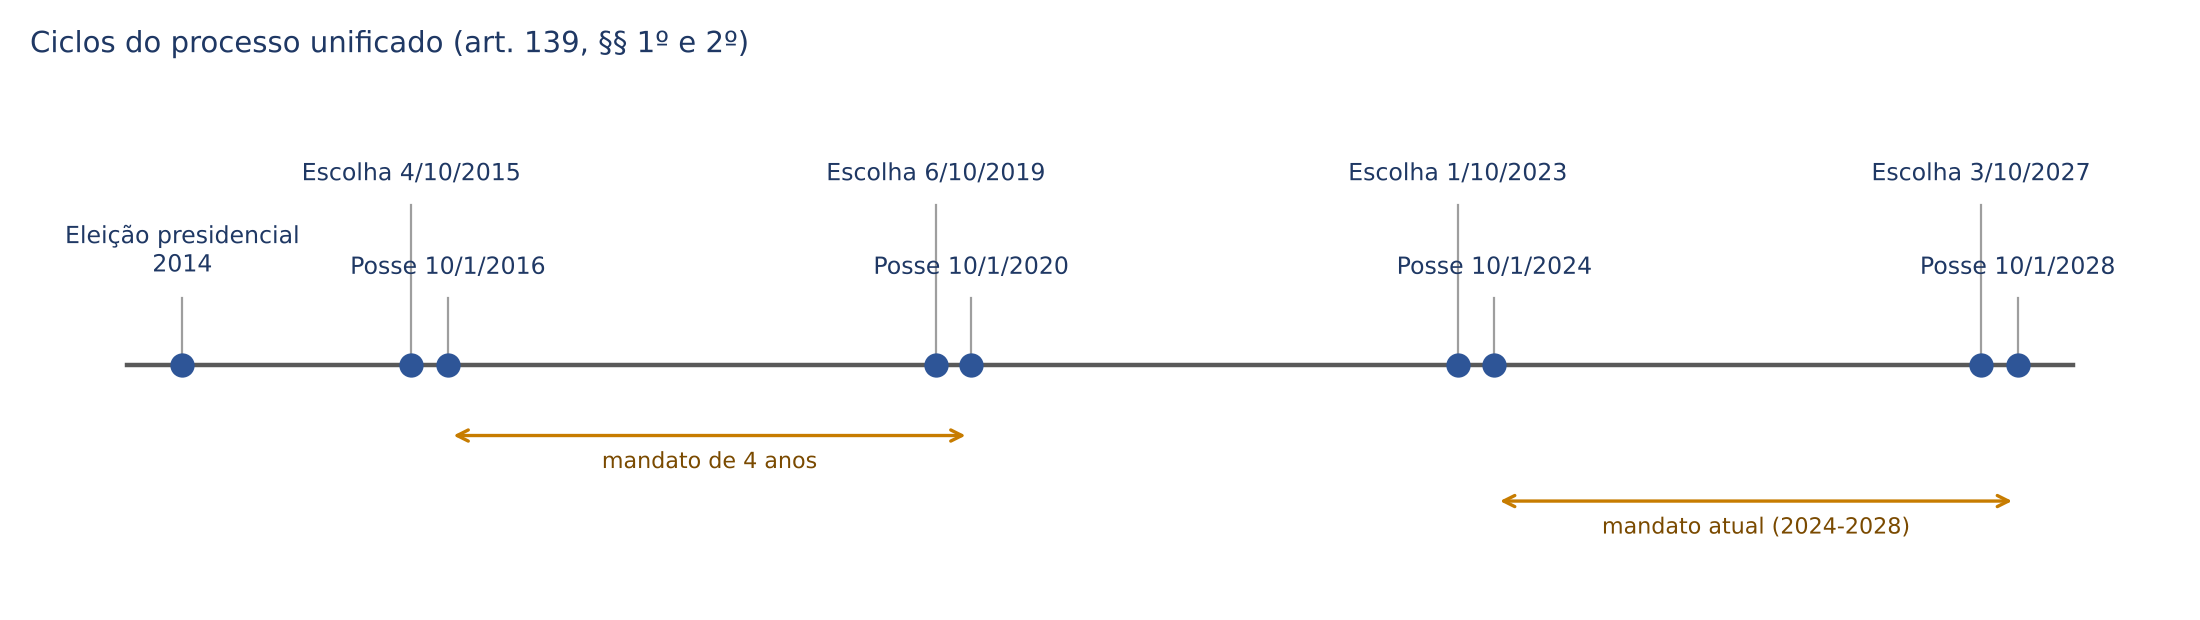 Ciclos do processo unificado (art. 139, §§ 1º e 2º)
Escolha 4/10/2015
Escolha 6/10/2019
Escolha 1/10/2023
Escolha 3/10/2027
Eleição presidencial
2014
Posse 10/1/2016
Posse 10/1/2020
Posse 10/1/2024
Posse 10/1/2028
mandato de 4 anos
mandato atual (2024-2028)